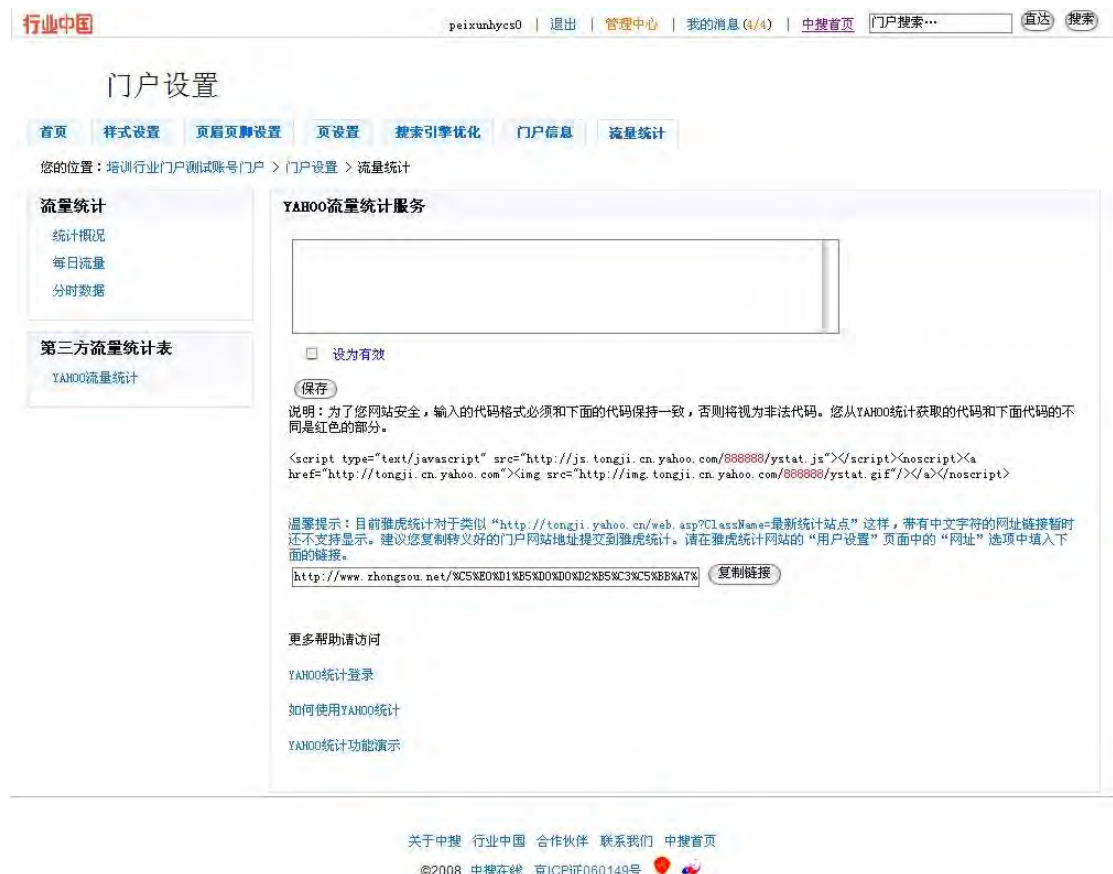 行业中国
peixunhycs0 | 退出 | 管理中心 | 我的消息(4/4) | 中搜首页 门户搜索… 直达 搜索
门户设置
首页 样式设置 页眉页脚设置 页设置 搜索引擎优化 门户信息 流量统计
您的位置：培训行业门户测试账号门户 > 门户设置 > 流量统计
流量统计
统计概况
每日流量
分时数据
第三方流量统计表
YAHOO流量统计
YAHOO流量统计服务
设为有效
保存
说明：为了您网站安全，输入的代码格式必须和下面的代码保持一致，否则将视为非法代码。您从YAHOO统计获取的代码和下面代码的不
同是红色的部分。
<script type="text/javascript" src="http://js.tongji.cn.yahoo.com/888888/ystat.js"></script><noscript><a
href="http://tongji.cn.yahoo.com"><img src="http://img.tongji.cn.yahoo.com/888888/ystat.gif"/></a></noscript>
温馨提示：目前雅虎统计对于类似“http://tongji.yahoo.cn/web.asp?ClassName=最新统计站点”这样，带有中文字符的网址链接暂时
还不支持显示。建议您复制转义好的门户网站地址提交到雅虎统计。请在雅虎统计网站的“用户设置”页面中的“网址”选项中填入下
面的链接。
http://www.zhongsou.net/%C5%E0%D1%B5%D0%D0%D2%B5%C3%C5%BB%A7% 复制链接
更多帮助请访问
YAHOO统计登录
如何使用YAHOO统计
YAHOO统计功能演示
关于中搜 行业中国 合作伙伴 联系我们 中搜首页
©2008 中搜在线 京ICP证060149号